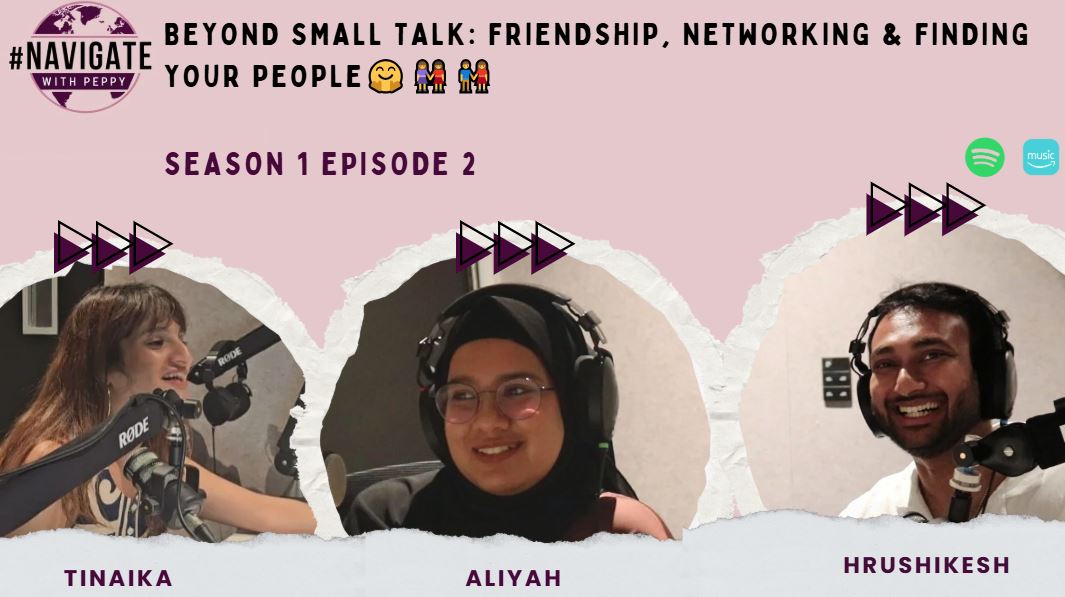 #NAVIGATE
WITH PEPPY
BEYOND SMALL TALK: FRIENDSHIP, NETWORKING & FINDING
YOUR PEOPLE🤗👭👫
SEASON 1 EPISODE 2
music
RØDE
RØDE
TINAIKA
ALIYAH
HRUSHIKESH